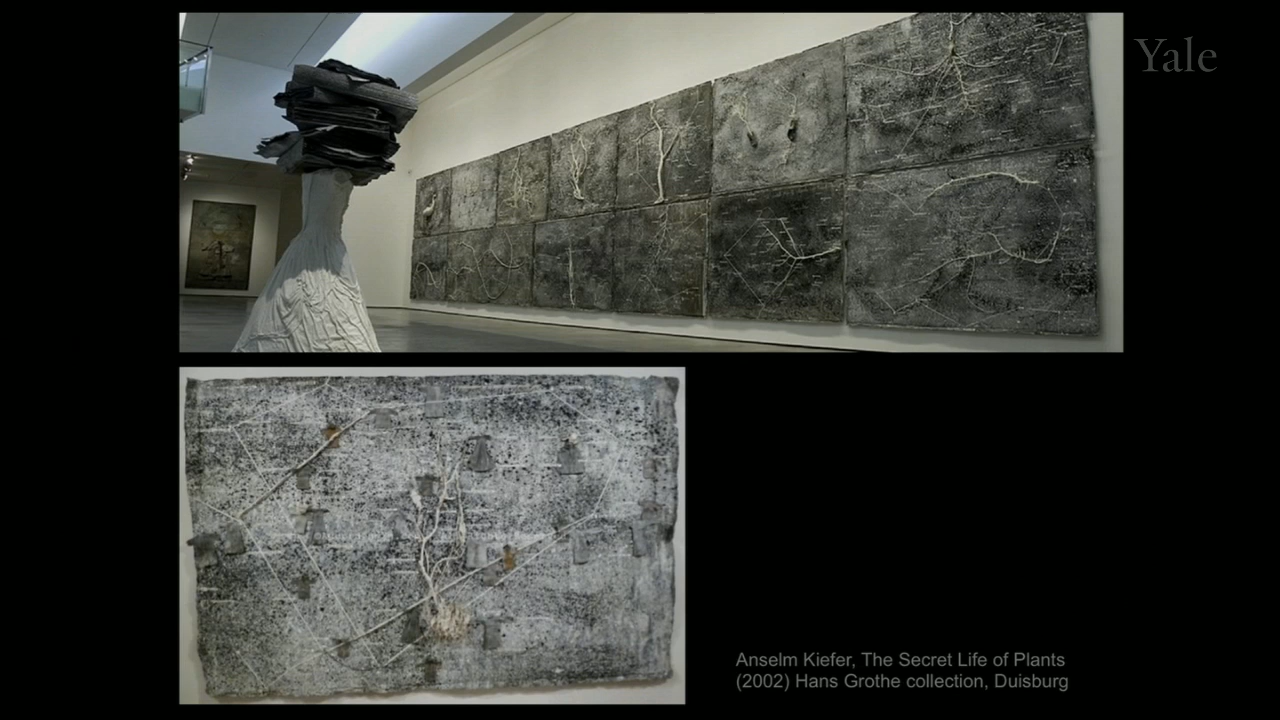 Yale
Anselm Kiefer, The Secret Life of Plants
(2002) Hans Grothe collection, Duisburg